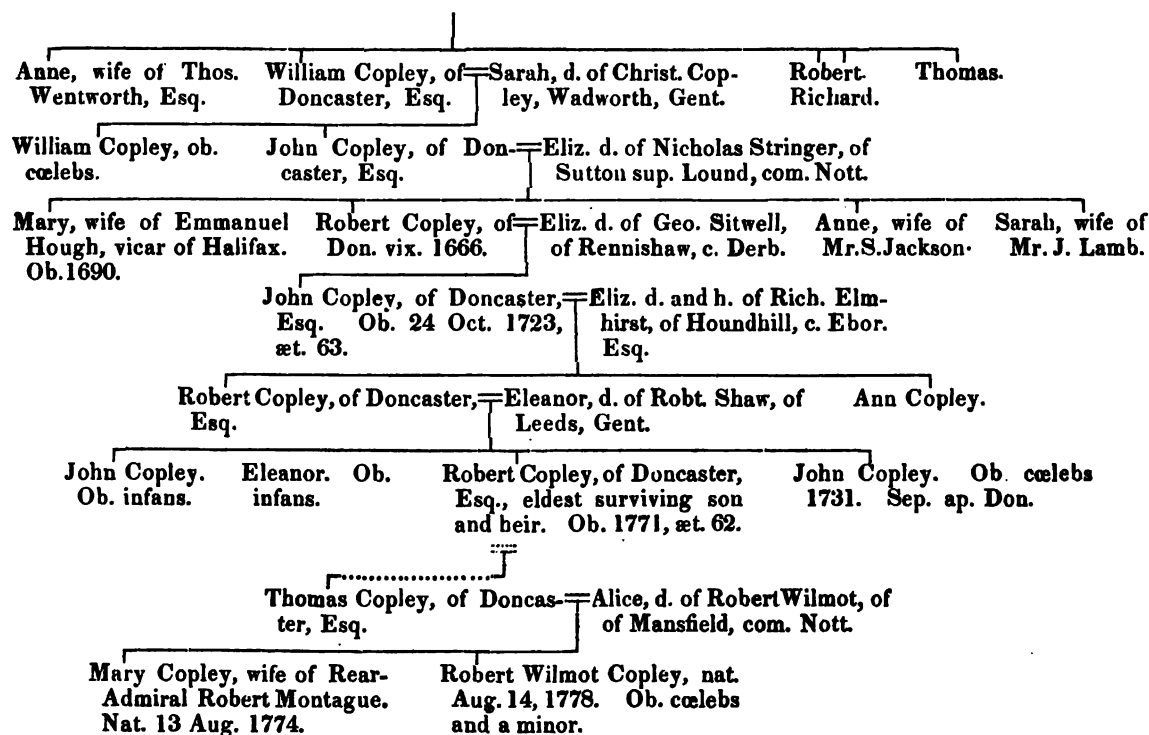 Anne, wife of Thos.
Wentworth, Esq.
William Copley, of
Doncaster, Esq.
Sarah, d. of Christ. Cop-
ley, Wadworth, Gent.
Robert.
Richard.
Thomas.
William Copley, ob.
cœlebs.
John Copley, of Don-
caster, Esq.
Eliz. d. of Nicholas Stringer, of
Sutton sup. Lound, com. Nott.
Mary, wife of Emmanuel
Hough, vicar of Halifax.
Ob. 1690.
Robert Copley, of
Don. vix. 1666.
Eliz. d. of Geo. Sitwell,
of Rennishaw, c. Derb.
Anne, wife of
Mr. S. Jackson.
Sarah, wife of
Mr. J. Lamb.
John Copley, of Doncaster,
Esq. Ob. 24 Oct. 1723,
æt. 63.
Eliz. d. and h. of Rich. Elm-
hirst, of Houndhill, c. Ebor.
Esq.
Robert Copley, of Doncaster,
Esq.
Eleanor, d. of Robt. Shaw, of
Leeds, Gent.
Ann Copley.
John Copley.
Ob. infans.
Eleanor. Ob.
infans.
Robert Copley, of Doncaster,
Esq., eldest surviving son
and heir. Ob. 1771, æt. 62.
John Copley. Ob. cœlebs
1731. Sep. ap. Don.
Thomas Copley, of Doncas-
ter, Esq.
Alice, d. of Robert Wilmot, of
of Mansfield, com. Nott.
Mary Copley, wife of Rear-
Admiral Robert Montague.
Nat. 13 Aug. 1774.
Robert Wilmot Copley, nat.
Aug. 14, 1778. Ob. cœlebs
and a minor.